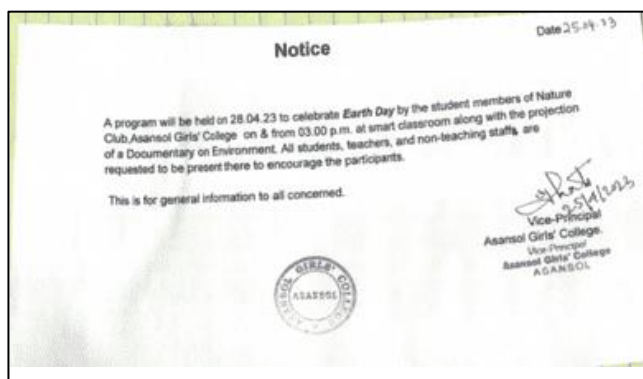 Date 25.04.23
Notice
A program will be held on 28.04.23 to celebrate Earth Day by the student members of Nature
Club,Asansol Girls' College on & from 03.00 p.m. at smart classroom along with the projection
of a Documentary on Environment. All students, teachers, and non-teaching staffs, are
requested to be present there to encourage the participants.
This is for general information to all concerned.
25/4/2023
Vice-Principal
Asansol Girls' College.
Vice-Principal
Asansol Girls' College
ASANSOL
ASANSOL GIRLS' COLLEGE
ASANSOL